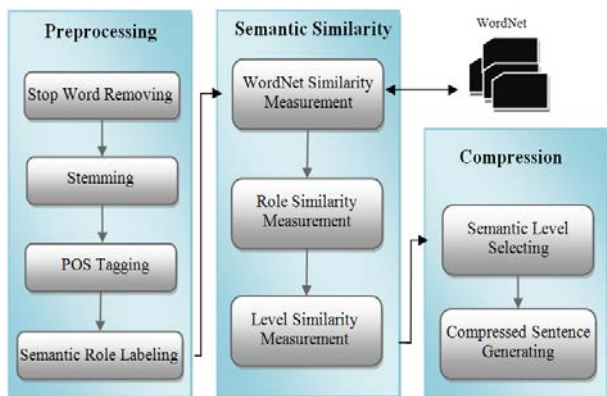 Preprocessing
Stop Word Removing
Stemming
POS Tagging
Semantic Role Labeling
Semantic Similarity
WordNet Similarity
Measurement
Role Similarity
Measurement
Level Similarity
Measurement
WordNet
Compression
Semantic Level
Selecting
Compressed Sentence
Generating